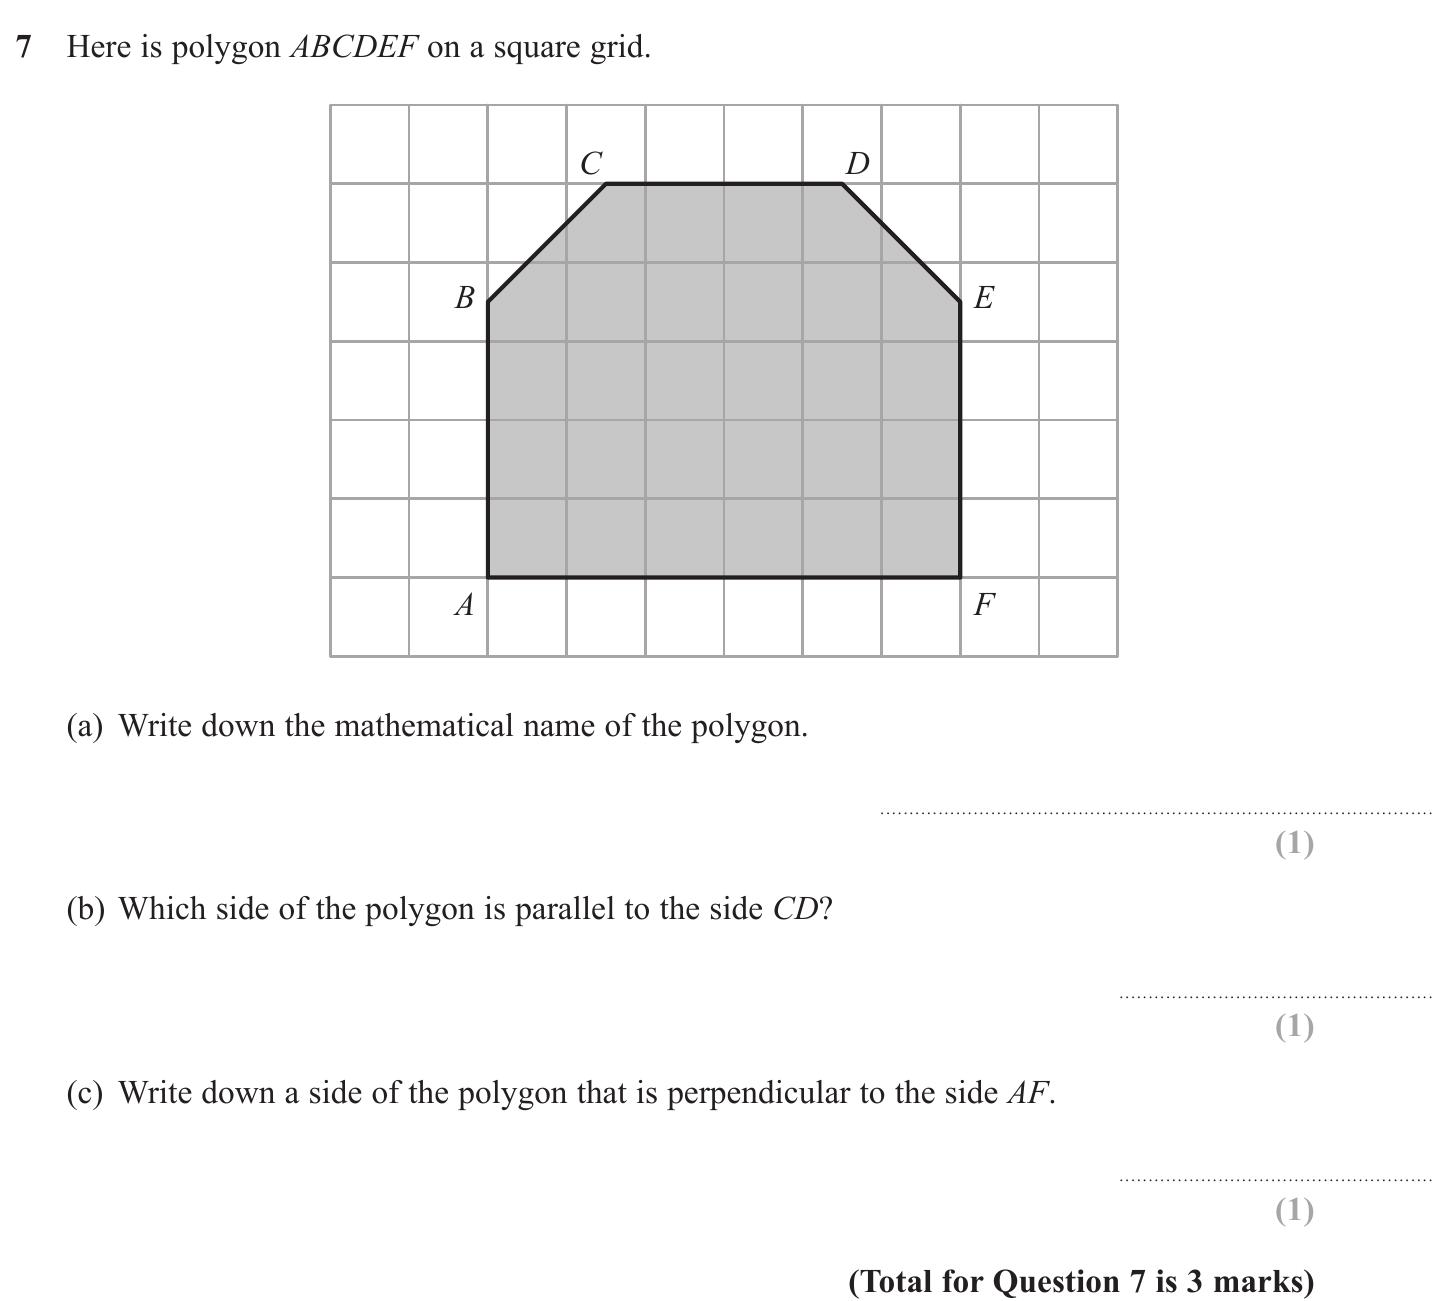 7 Here is polygon ABCDEF on a square grid.
C D
B E
A F
(a) Write down the mathematical name of the polygon.
(1)
(b) Which side of the polygon is parallel to the side CD?
(1)
(c) Write down a side of the polygon that is perpendicular to the side AF.
(1)
(Total for Question 7 is 3 marks)